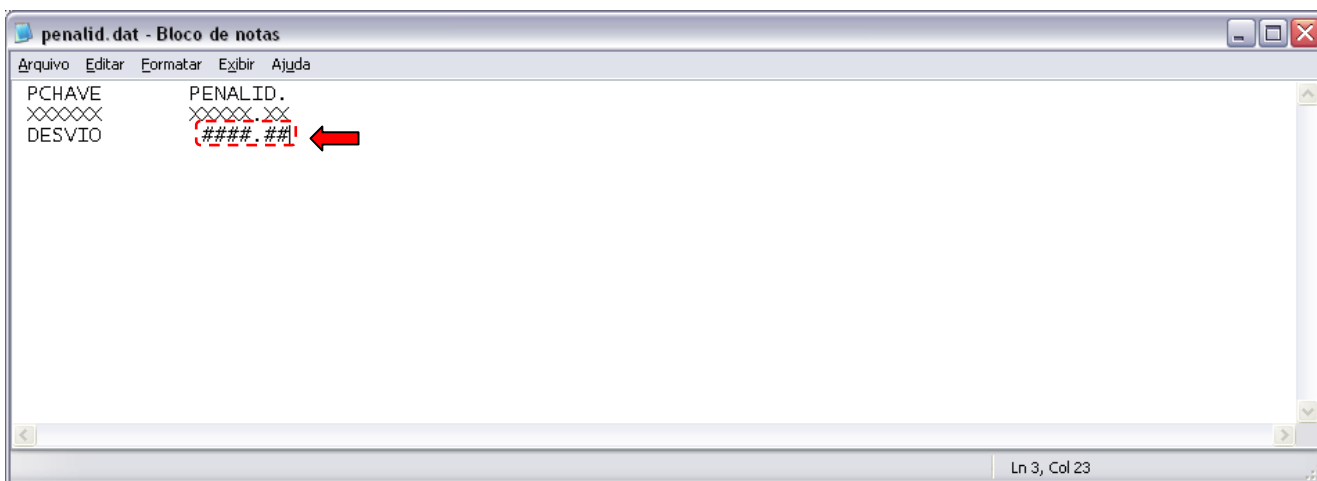 penalid.dat - Bloco de notas
Arquivo Editar Formatar Exibir Ajuda
PCHAVE PENALID.
XXXXXX XXXXX.XX
DESVIO ####.##
Ln 3, Col 23